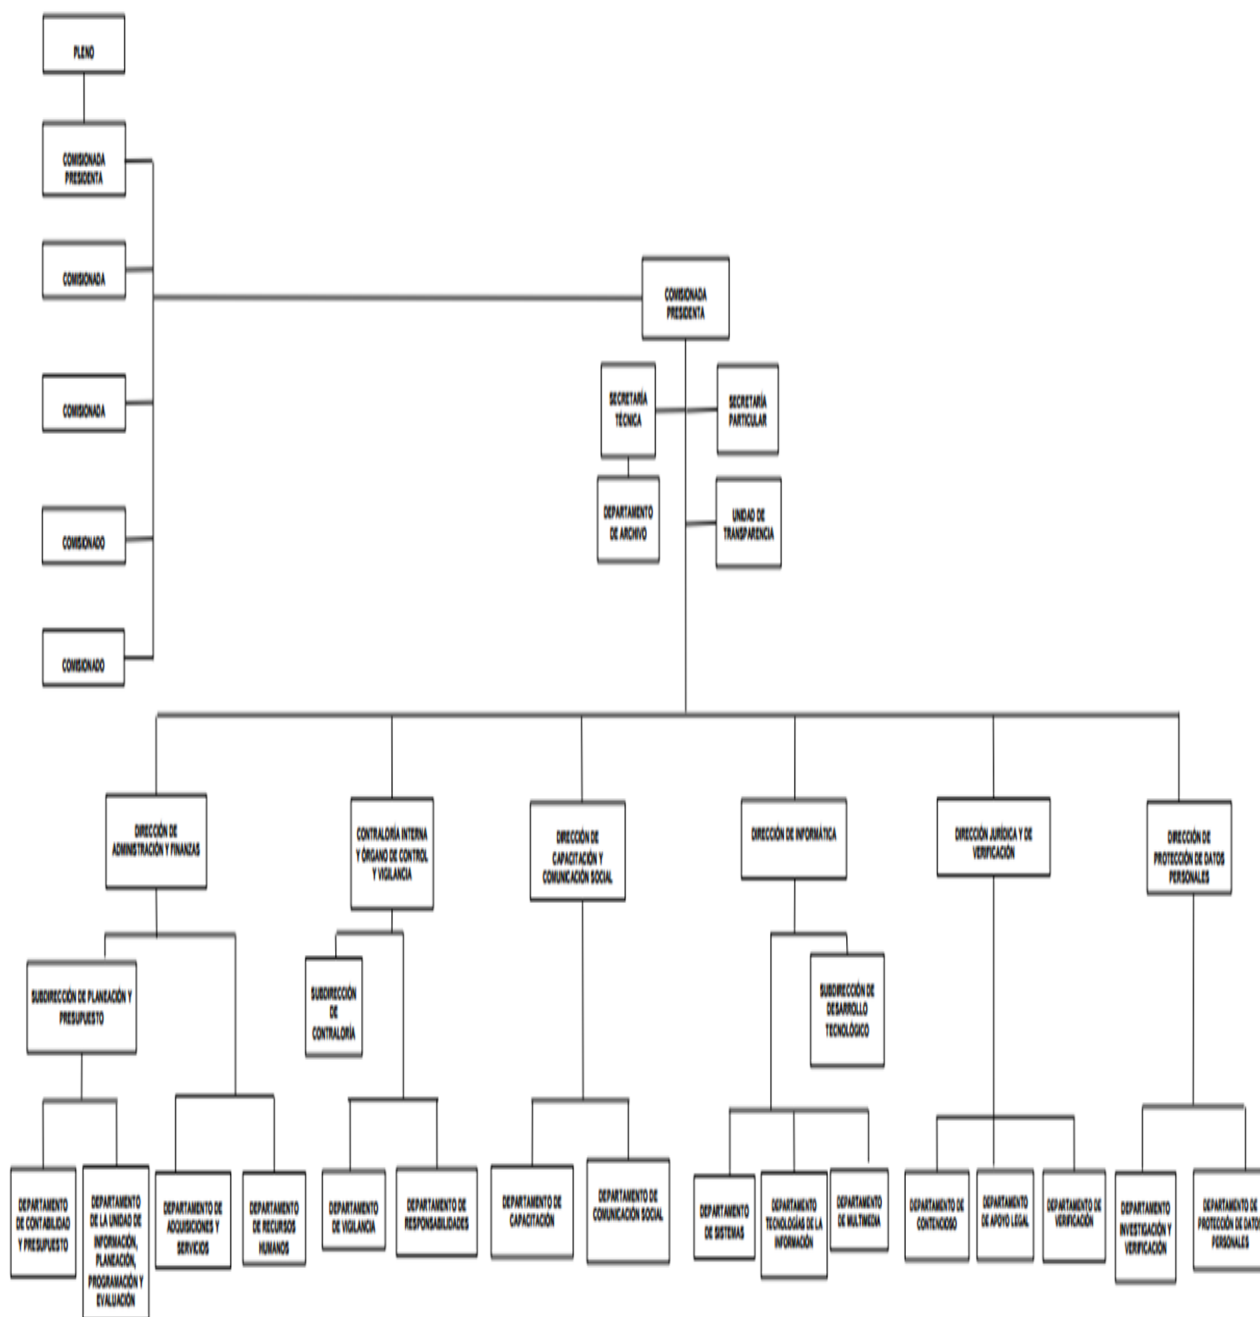 PLENO
COMISIONADA
PRESIDENTA
COMISIONADA
COMISIONADA
COMISIONADO
COMISIONADO
COMISIONADA
PRESIDENTA
SECRETARÍA
TÉCNICA
SECRETARÍA
PARTICULAR
DEPARTAMENTO
DE ARCHIVO
UNIDAD DE
TRANSPARENCIA
DIRECCIÓN DE
ADMINISTRACIÓN Y FINANZAS
CONTRALORÍA INTERNA
Y ÓRGANO DE CONTROL
Y VIGILANCIA
DIRECCIÓN DE
CAPACITACIÓN Y
COMUNICACIÓN SOCIAL
DIRECCIÓN DE INFORMÁTICA
DIRECCIÓN JURÍDICA Y DE
VERIFICACIÓN
DIRECCIÓN DE
PROTECCIÓN DE DATOS
PERSONALES
SUBDIRECCIÓN DE PLANEACIÓN Y
PRESUPUESTO
SUBDIRECCIÓN
DE
CONTRALORÍA
SUBDIRECCIÓN DE
DESARROLLO
TECNOLÓGICO
DEPARTAMENTO
DE CONTABILIDAD
Y PRESUPUESTO
DEPARTAMENTO
DE LA UNIDAD DE
INFORMACIÓN,
PLANEACIÓN,
PROGRAMACIÓN Y
EVALUACIÓN
DEPARTAMENTO DE
ADQUISICIONES Y
SERVICIOS
DEPARTAMENTO
DE RECURSOS
HUMANOS
DEPARTAMENTO
DE VIGILANCIA
DEPARTAMENTO DE
RESPONSABILIDADES
DEPARTAMENTO DE
CAPACITACIÓN
DEPARTAMENTO DE
COMUNICACIÓN SOCIAL
DEPARTAMENTO
DE SISTEMAS
DEPARTAMENTO
TECNOLOGÍAS DE LA
INFORMACIÓN
DEPARTAMENTO
DE MULTIMEDIA
DEPARTAMENTO DE
CONTENCIOSO
DEPARTAMENTO
DE APOYO LEGAL
DEPARTAMENTO DE
VERIFICACIÓN
DEPARTAMENTO
INVESTIGACIÓN Y
VERIFICACIÓN
DEPARTAMENTO DE
PROTECCIÓN DE DATOS
PERSONALES